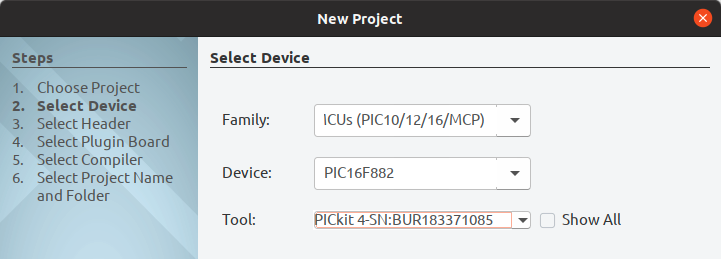 New Project
Steps
1. Choose Project
2. Select Device
3. Select Header
4. Select Plugin Board
5. Select Compiler
6. Select Project Name
and Folder
Select Device
Family:
ICUs (PIC10/12/16/MCP)
Device:
PIC16F882
Tool:
PICkit 4-SN:BUR183371085
Show All